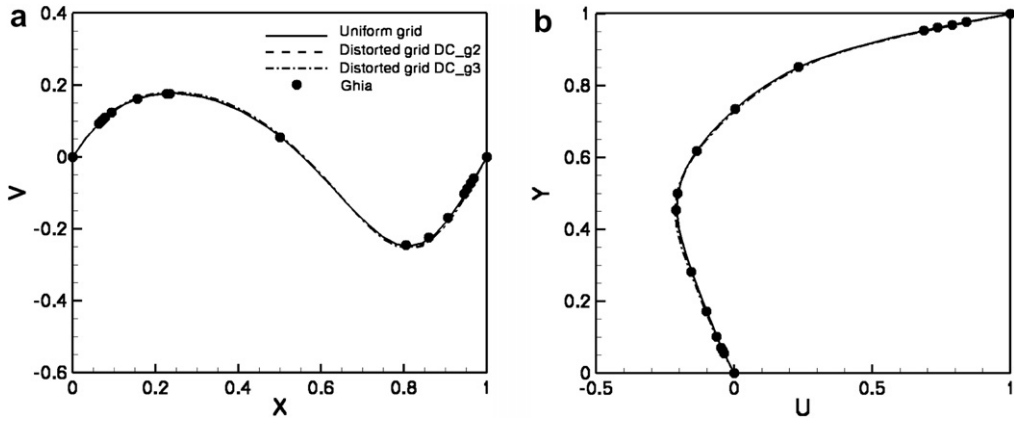 a
0.4
0.2
0
-0.2
-0.4
-0.6
V
0 0.2 0.4 0.6 0.8 1
X
Uniform grid
Distorted grid DC_g2
Distorted grid DC_g3
Ghia
b
1
0.8
0.6
0.4
0.2
0
Y
-0.5 0 0.5 1
U